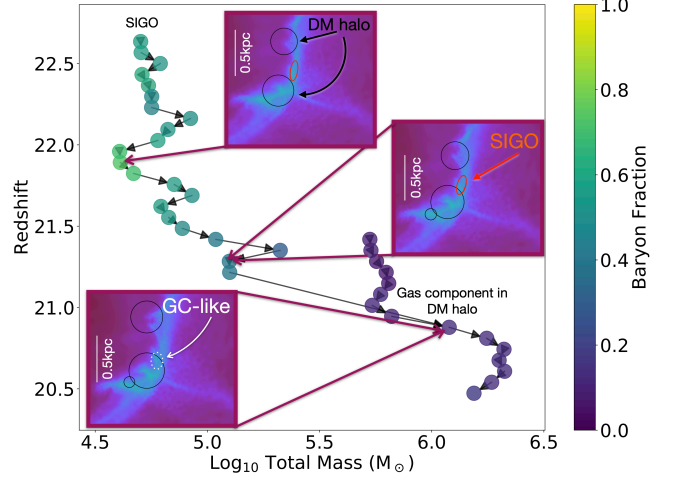 SIGO
DM halo
0.5kpc
0.5kpc
SIGO
Gas component in
DM halo
GC-like
0.5kpc
22.5
22.0
21.5
21.0
20.5
Redshift
4.5 5.0 5.5 6.0 6.5
Log₁₀ Total Mass (M☉)
1.0
0.8
0.6
0.4
0.2
0.0
Baryon Fraction